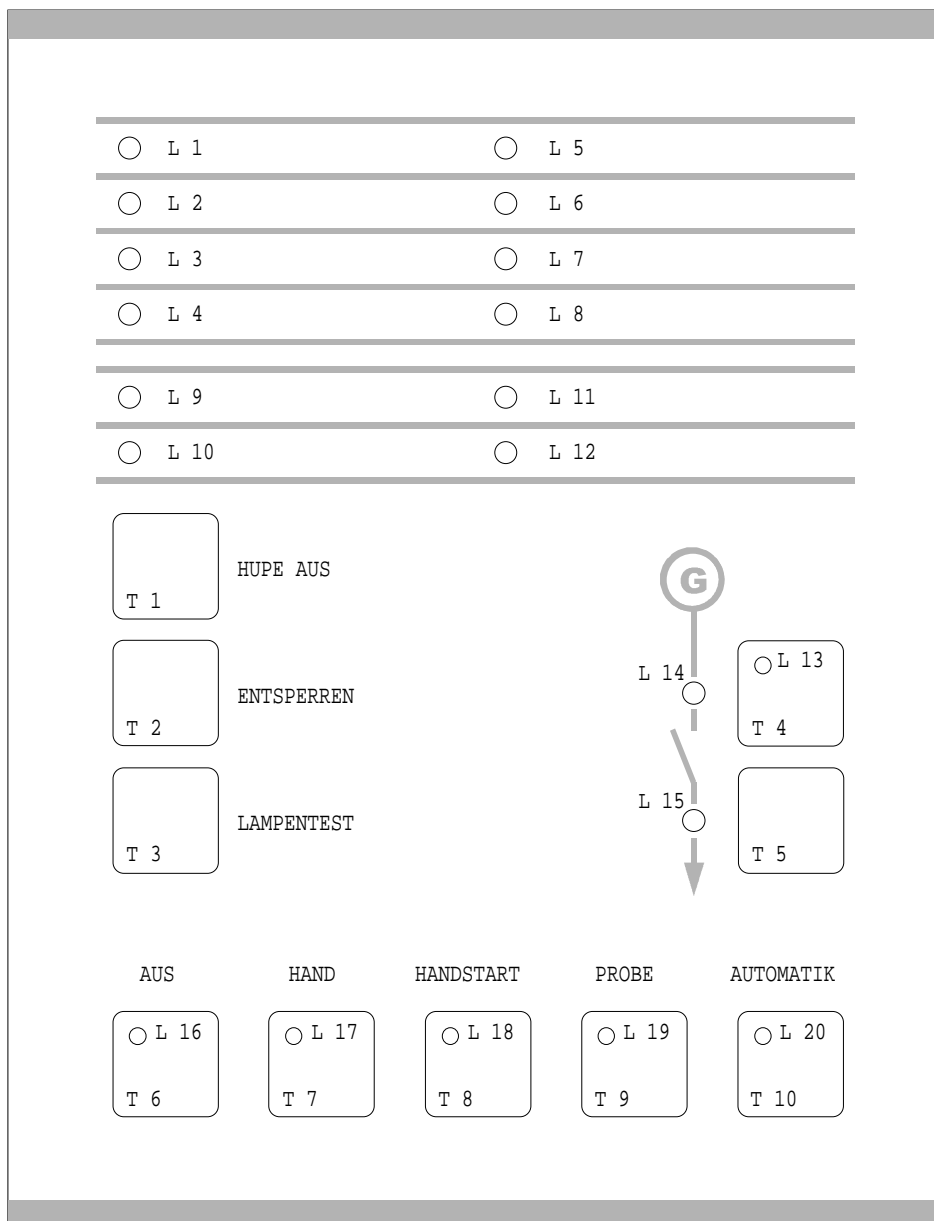 L 1 L 5
L 2 L 6
L 3 L 7
L 4 L 8
L 9 L 11
L 10 L 12
HUPE AUS
G
T 1
L 13
L 14
ENTSPERREN
T 2 T 4
L 15
LAMPENTEST
T 3 T 5
AUS HAND HANDSTART PROBE AUTOMATIK
L 16 L 17 L 18 L 19 L 20
T 6 T 7 T 8 T 9 T 10